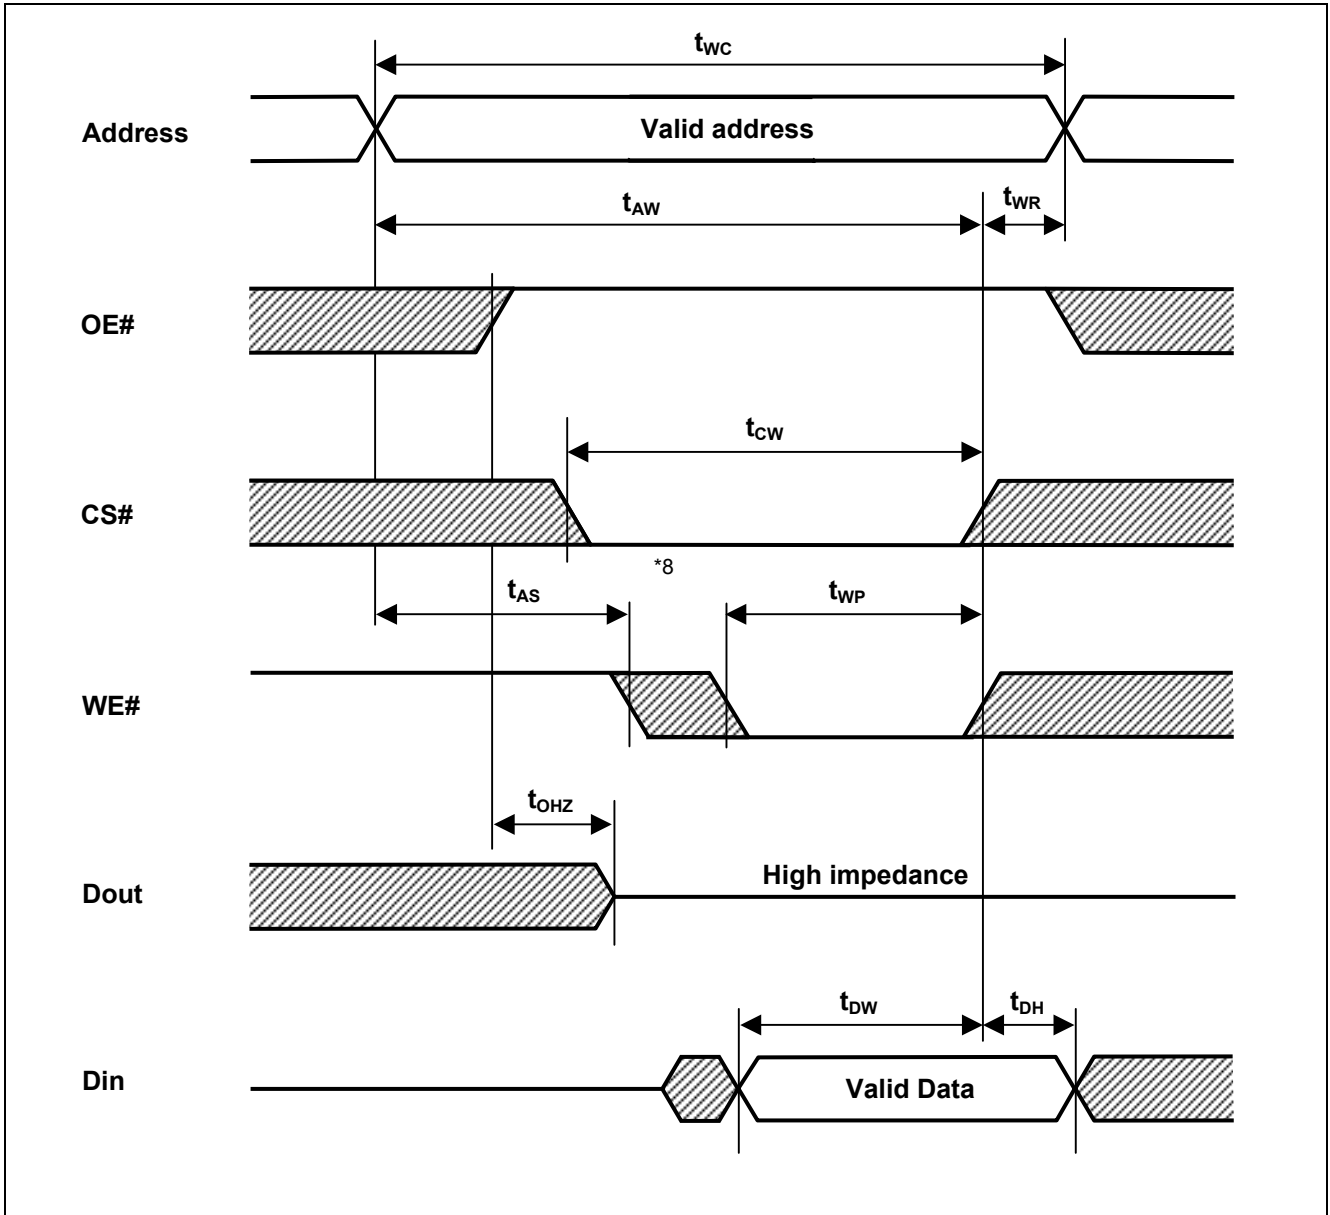 tWC
Address
Valid address
tAW
tWR
OE#
tCW
CS#
*8
tAS
tWP
WE#
tOHZ
High impedance
Dout
tDW
tDH
Din
Valid Data